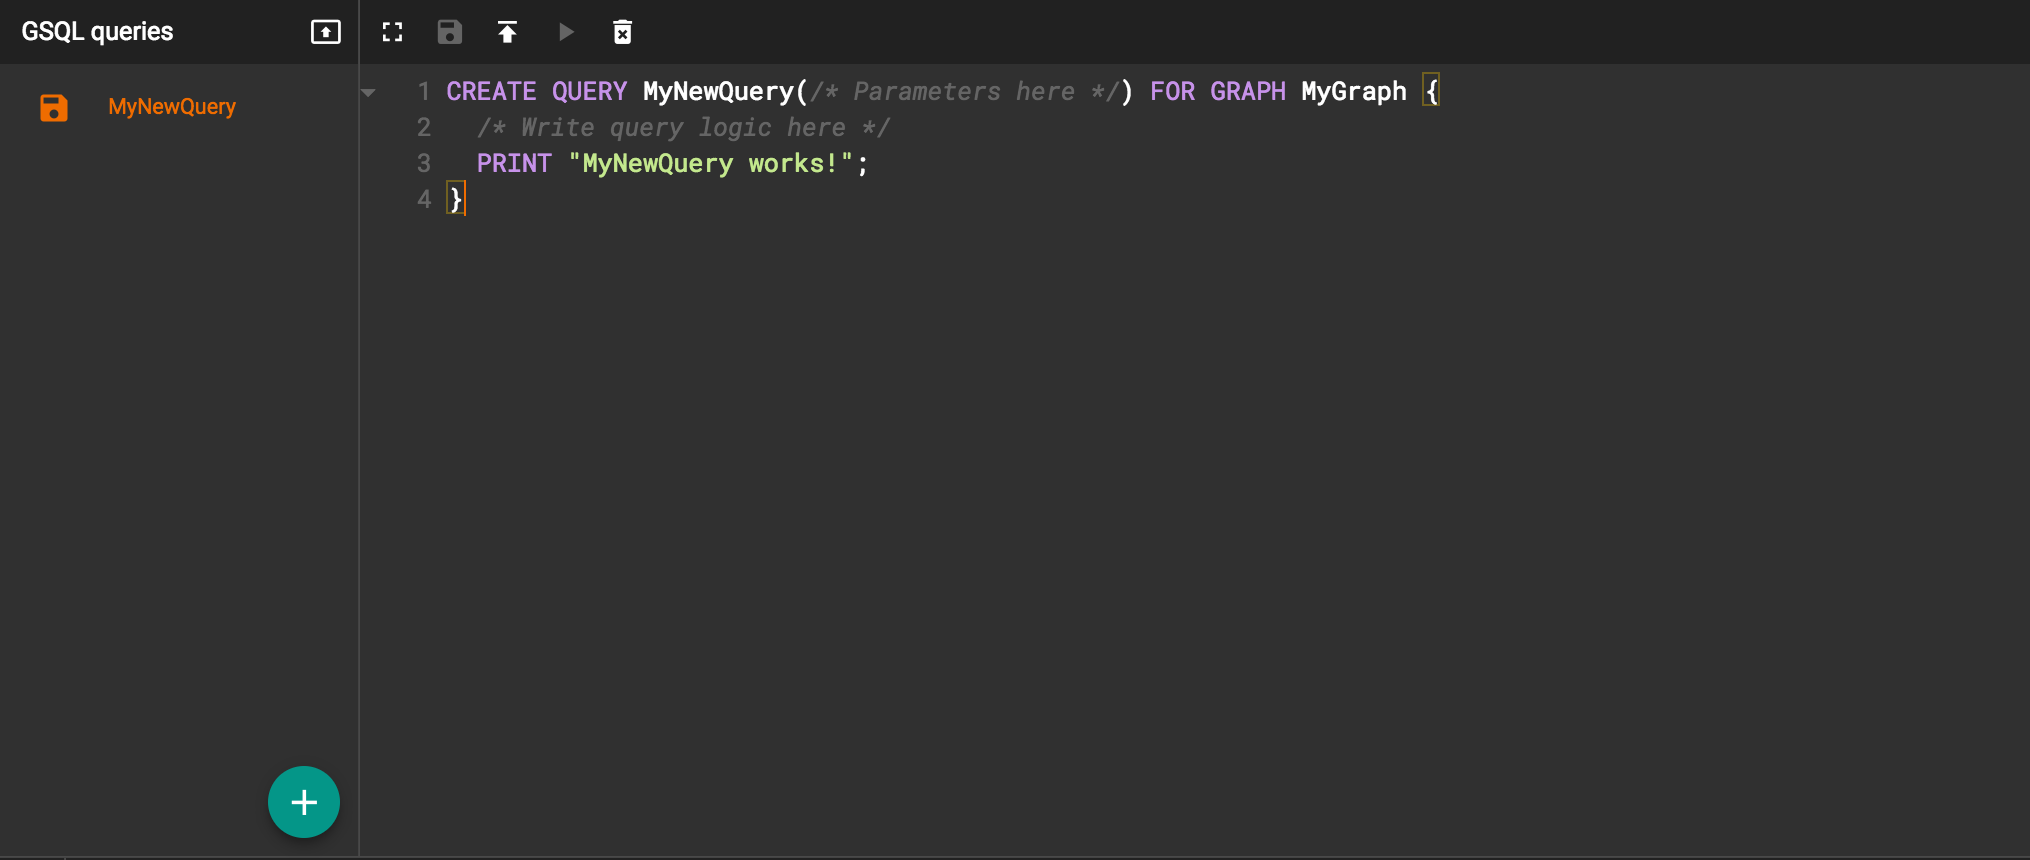 GSQL queries
MyNewQuery
1 CREATE QUERY MyNewQuery(/* Parameters here */) FOR GRAPH MyGraph {
2 /* Write query logic here */
3 PRINT "MyNewQuery works!";
4 }